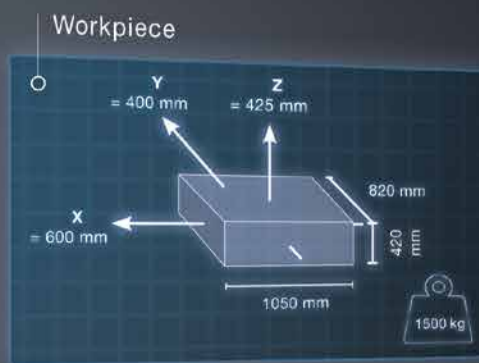 Workpiece
Y
= 400 mm
Z
= 425 mm
820 mm
X
= 600 mm
420
mm
1050 mm
1500 kg